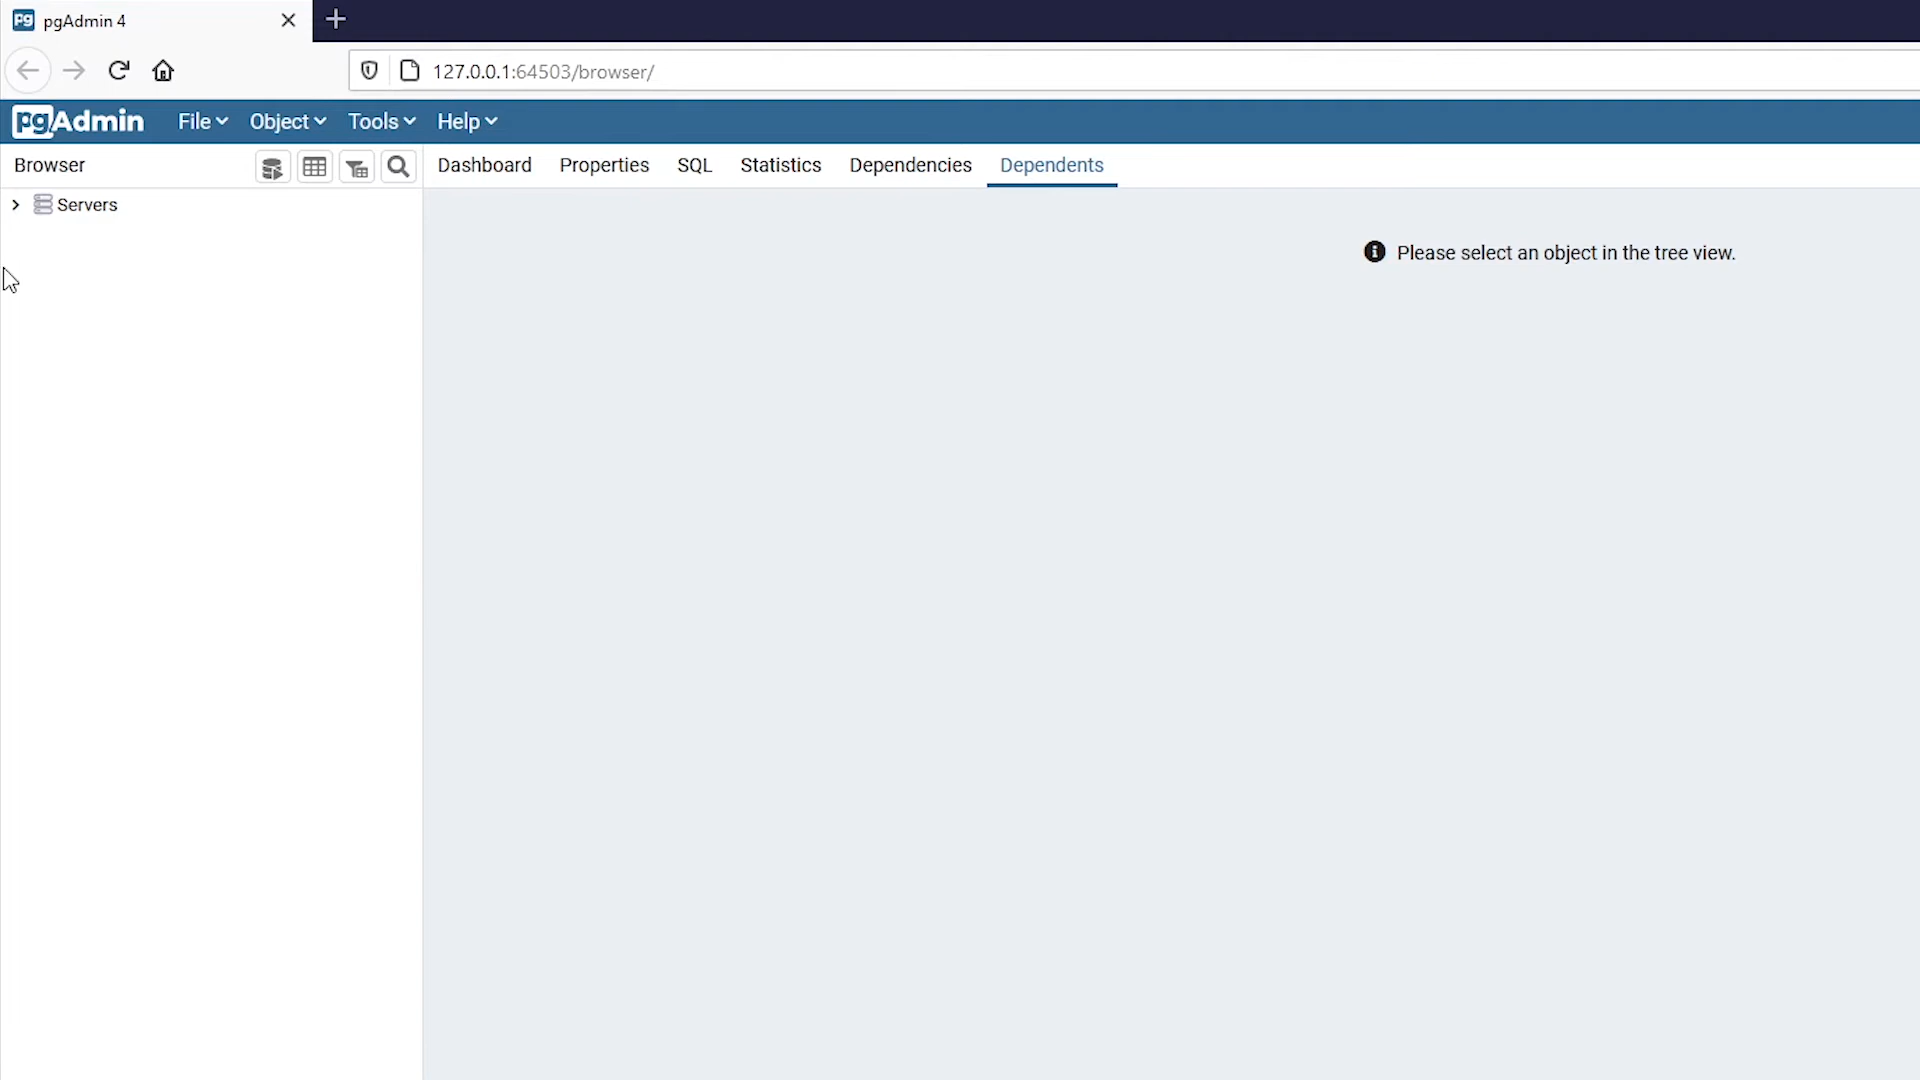 pgAdmin 4
127.0.0.1:64503/browser/
pgAdmin File Object Tools Help
Browser Dashboard Properties SQL Statistics Dependencies Dependents
Servers
Please select an object in the tree view.